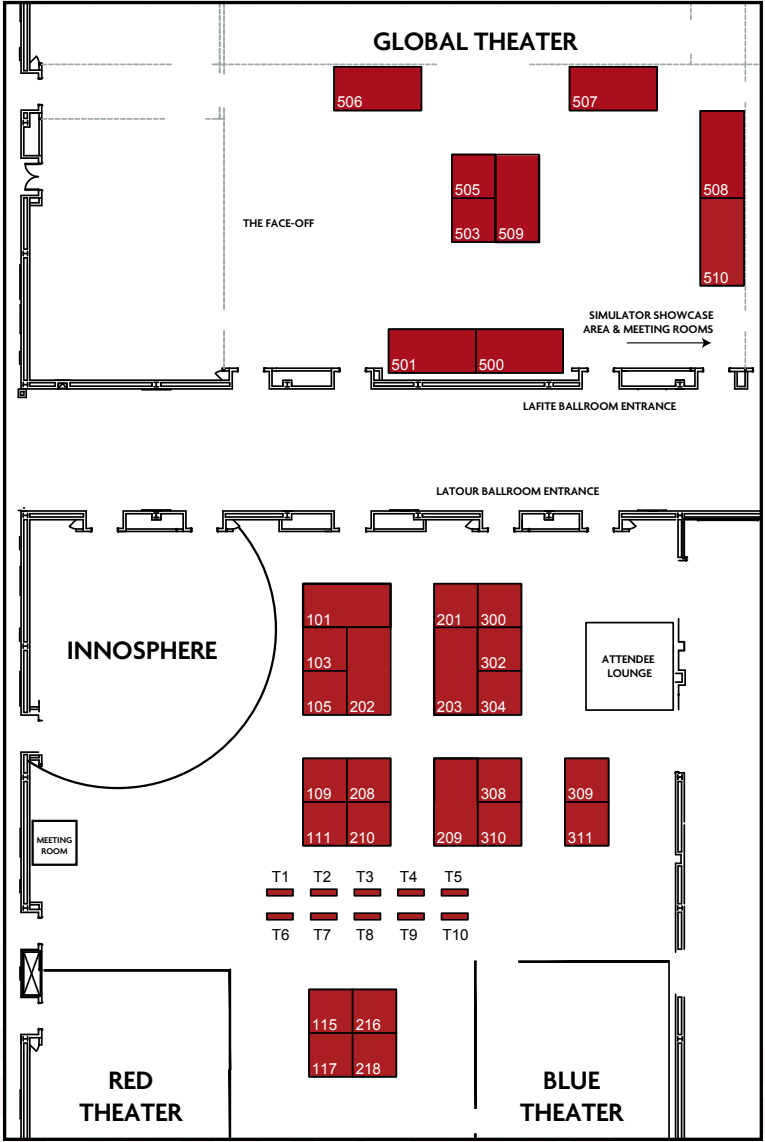 GLOBAL THEATER
506
507
505
508
503
509
510
THE FACE-OFF
SIMULATOR SHOWCASE
AREA & MEETING ROOMS
501
500
LAFITE BALLROOM ENTRANCE
LATOUR BALLROOM ENTRANCE
INNOSPHERE
101
201
300
103
302
105
202
203
304
ATTENDEE
LOUNGE
109
208
308
309
111
210
209
310
311
MEETING
ROOM
T1
T2
T3
T4
T5
T6
T7
T8
T9
T10
115
216
117
218
RED
THEATER
BLUE
THEATER